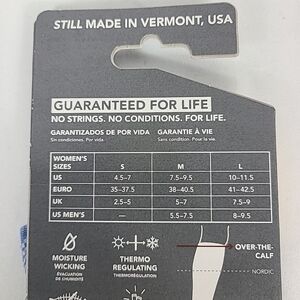 STILL MADE IN VERMONT, USA
GUARANTEED FOR LIFE
NO STRINGS. NO CONDITIONS. FOR LIFE.
GARANTIZADOS DE POR VIDA GARANTIE À VIE
Sin condiciones. Por vida. Sans condition. Pour la vie.
WOMEN'S SIZES S M L
US 4.5–7 7.5–9.5 10–11.5
EURO 35–37.5 38–40.5 41–42.5
UK 2.5–5 5–7 7.5–9
US MEN'S — 5.5–7.5 8–9.5
MOISTURE WICKING
EVACUATION DE L'HUMIDITÉ
THERMO REGULATING
THERMORÉGULATION
OVER-THE-CALF
NORDIC